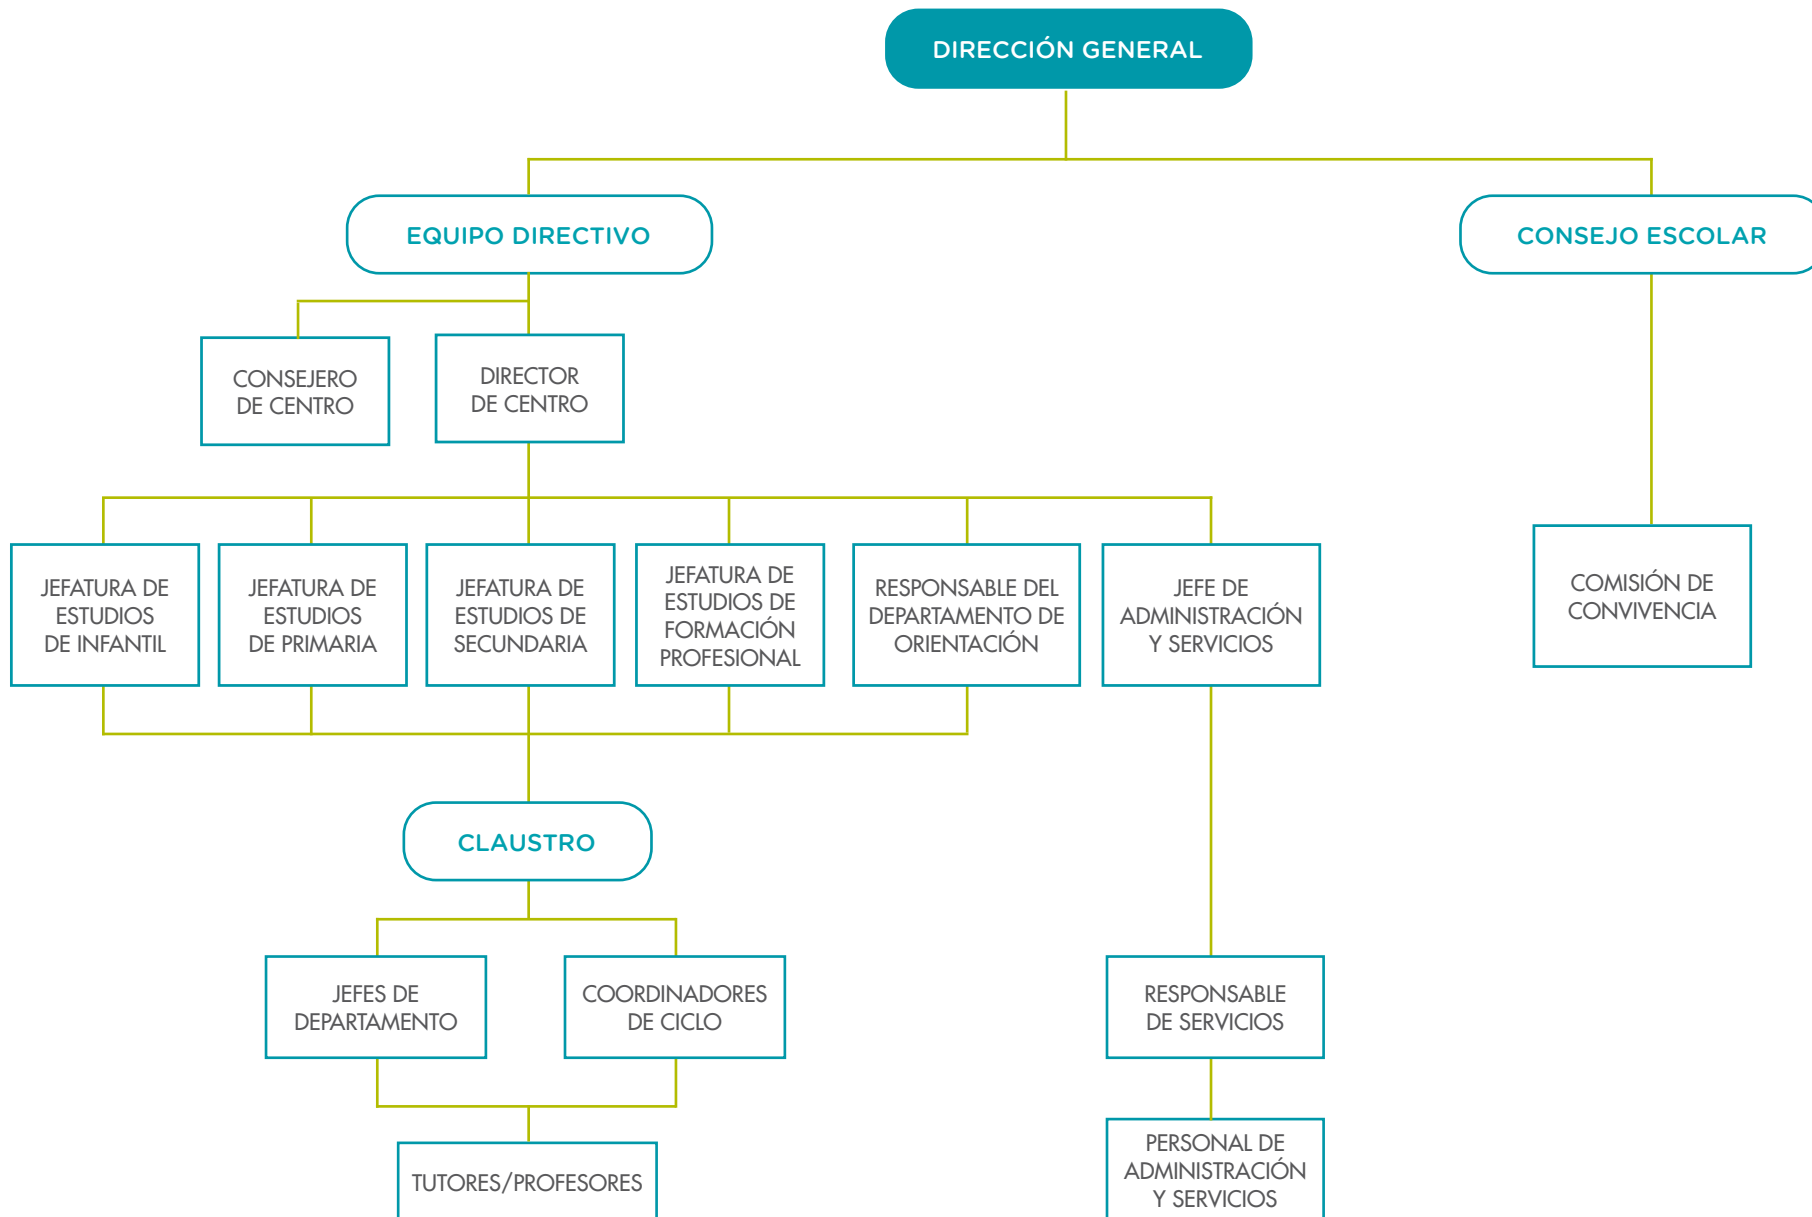 DIRECCIÓN GENERAL
EQUIPO DIRECTIVO
CONSEJO ESCOLAR
CONSEJERO
DE CENTRO
DIRECTOR
DE CENTRO
JEFATURA DE
ESTUDIOS
DE INFANTIL
JEFATURA DE
ESTUDIOS
DE PRIMARIA
JEFATURA DE
ESTUDIOS DE
SECUNDARIA
JEFATURA DE
ESTUDIOS DE
FORMACIÓN
PROFESIONAL
RESPONSABLE DEL
DEPARTAMENTO DE
ORIENTACIÓN
JEFE DE
ADMINISTRACIÓN
Y SERVICIOS
COMISIÓN DE
CONVIVENCIA
CLAUSTRO
JEFES DE
DEPARTAMENTO
COORDINADORES
DE CICLO
RESPONSABLE
DE SERVICIOS
TUTORES/PROFESORES
PERSONAL DE
ADMINISTRACIÓN
Y SERVICIOS